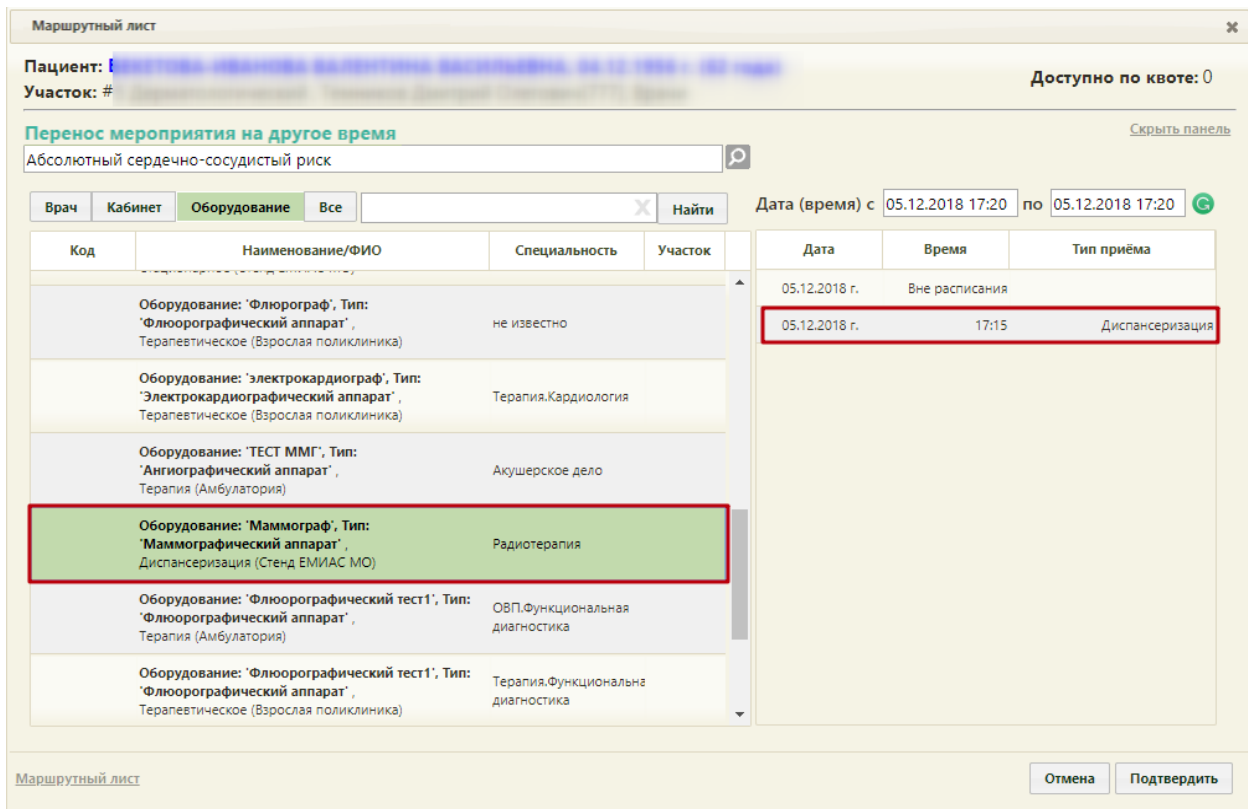 Маршрутный лист
Пациент:
Участок: #
Доступно по квоте: 0
Перенос мероприятия на другое время
Скрыть панель
Абсолютный сердечно-сосудистый риск
Врач Кабинет Оборудование Все Найти
Дата (время) с 05.12.2018 17:20 по 05.12.2018 17:20
Код Наименование/ФИО Специальность Участок
Дата Время Тип приёма
05.12.2018 г. Вне расписания
05.12.2018 г. 17:15 Диспансеризация
Оборудование: 'Флюорограф', Тип:
'Флюорографический аппарат' ,
Терапевтическое (Взрослая поликлиника)
не известно
Оборудование: 'электрокардиограф', Тип:
'Электрокардиографический аппарат' ,
Терапевтическое (Взрослая поликлиника)
Терапия.Кардиология
Оборудование: 'ТЕСТ ММГ', Тип:
'Ангиографический аппарат' ,
Терапия (Амбулатория)
Акушерское дело
Оборудование: 'Маммограф', Тип:
'Маммографический аппарат' ,
Диспансеризация (Стенд ЕМИАС МО)
Радиотерапия
Оборудование: 'Флюорографический тест1', Тип:
'Флюорографический аппарат' ,
Терапия (Амбулатория)
ОВП.Функциональная
диагностика
Оборудование: 'Флюорографический тест1', Тип:
'Флюорографический аппарат' ,
Терапевтическое (Взрослая поликлиника)
Терапия.Функциональна
диагностика
Маршрутный лист
Отмена Подтвердить